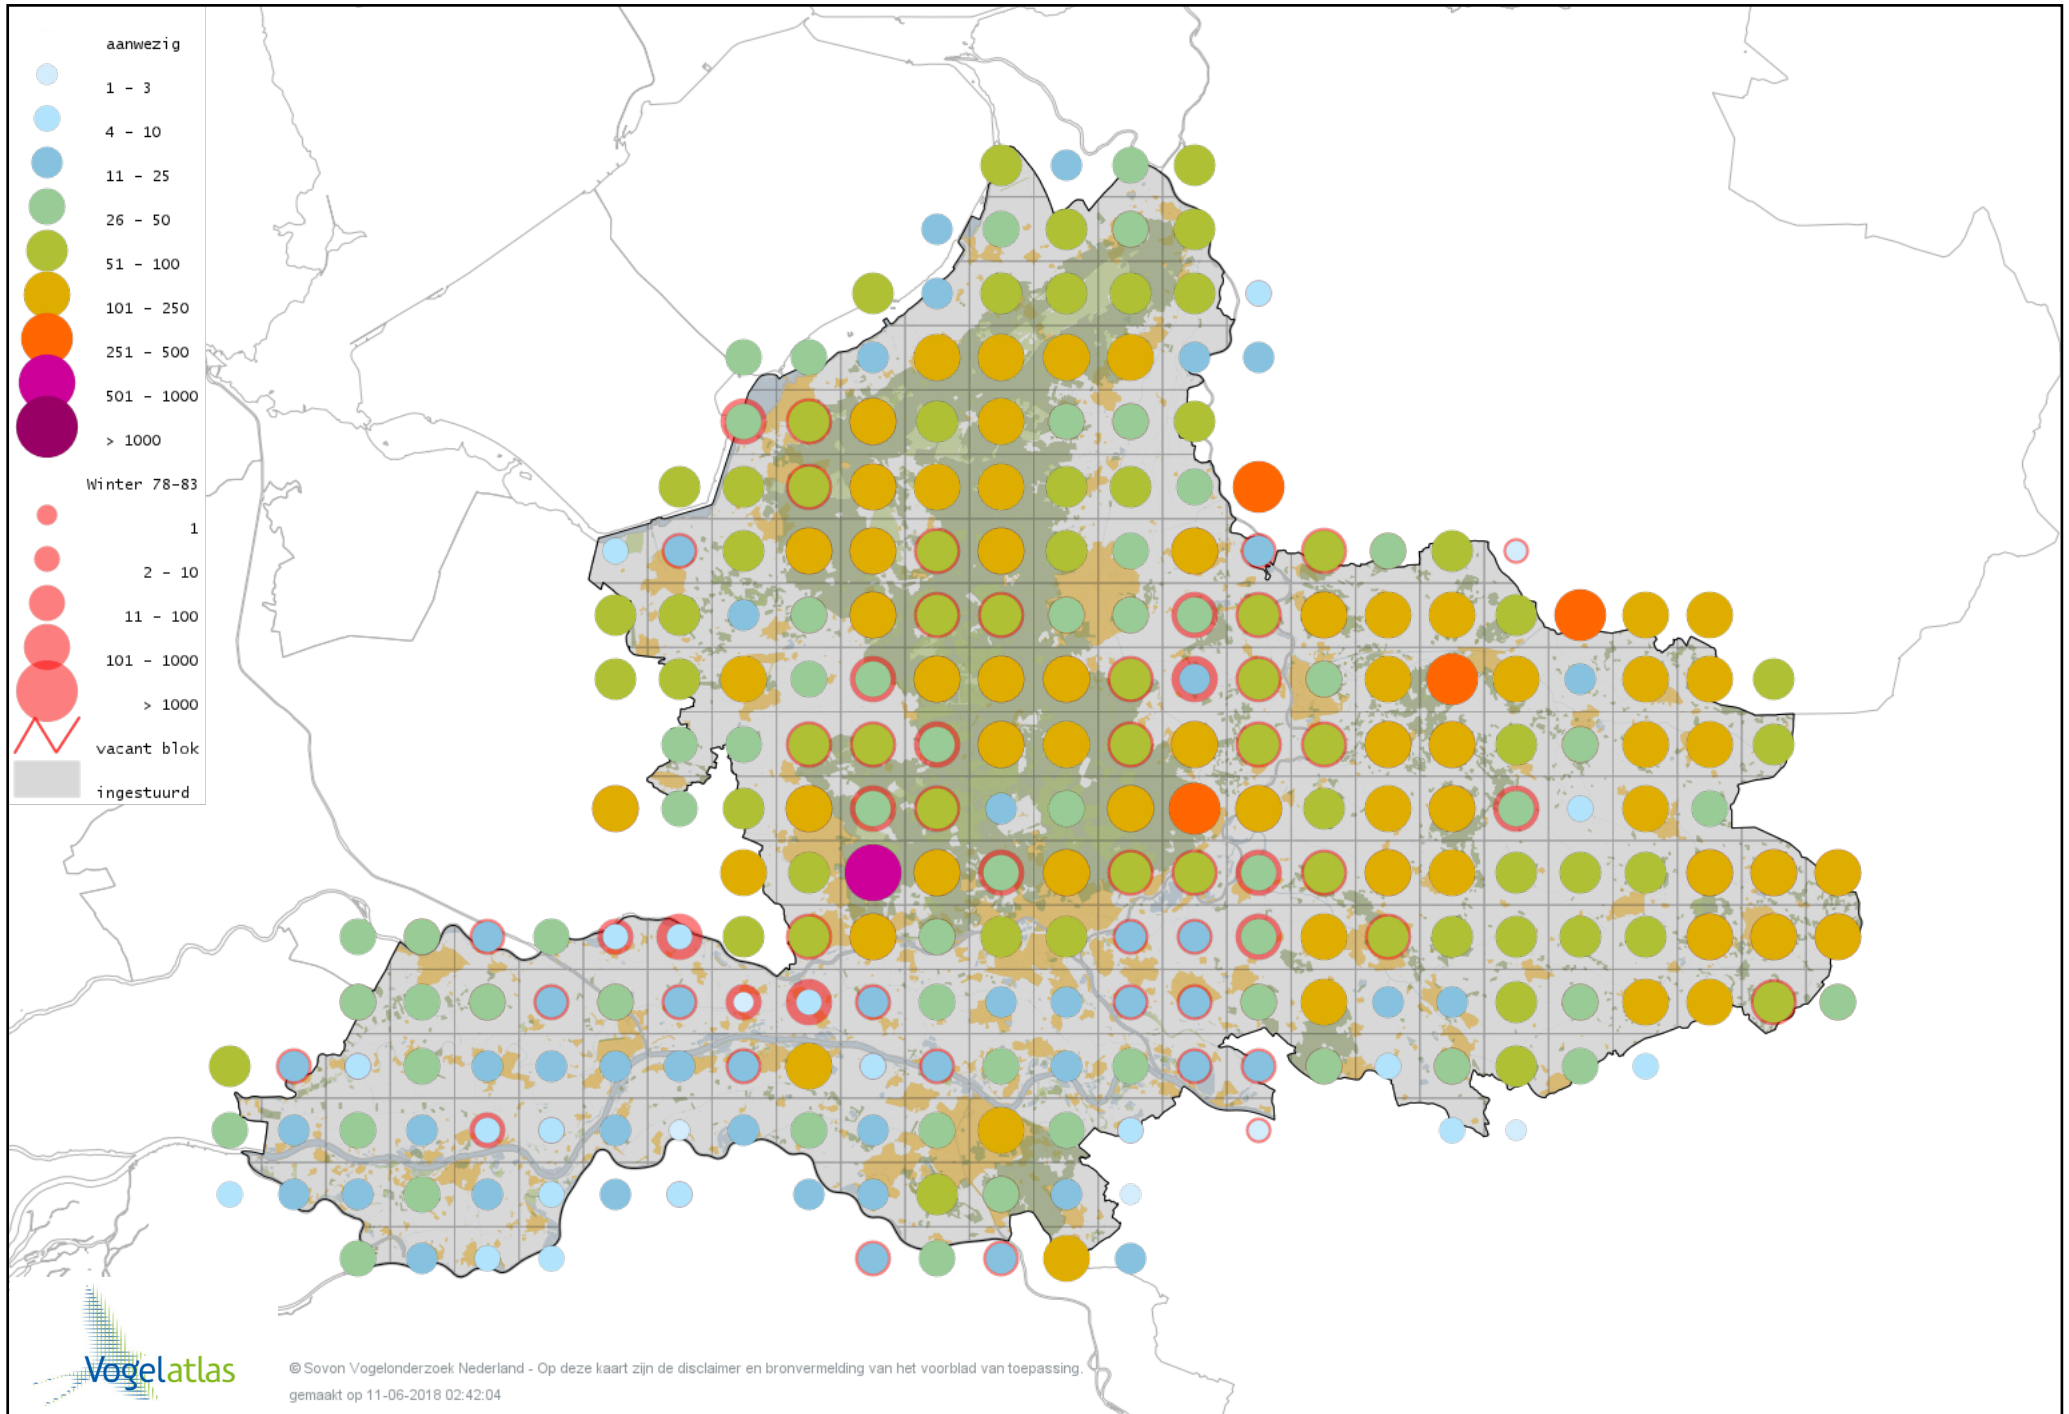 aanwezig
1 – 3
4 – 10
11 – 25
26 – 50
51 – 100
101 – 250
251 – 500
501 – 1000
> 1000
Winter 78-83
1
2 – 10
11 – 100
101 – 1000
> 1000
vacant blok
ingestuurd
Vogelatlas
© Sovon Vogelonderzoek Nederland - Op deze kaart zijn de disclaimer en bronvermelding van het voorblad van toepassing.
gemaakt op 11-06-2018 02:42:04